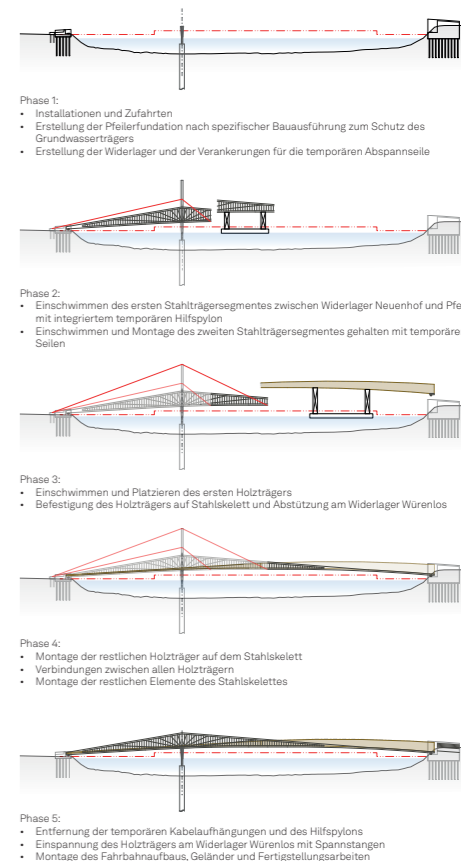 Phase 1:
• Installationen und Zufahrten
• Erstellung der Pfeilerfundation nach spezifischer Bauausführung zum Schutz des
Grundwasserträgers
• Erstellung der Widerlager und der Verankerungen für die temporären Abspannseile
Phase 2:
• Einschwimmen des ersten Stahlträgersegmentes zwischen Widerlager Neuenhof und Pfe
mit integriertem temporären Hilfspylon
• Einschwimmen und Montage des zweiten Stahlträgersegmentes gehalten mit temporäre
Seilen
Phase 3:
• Einschwimmen und Platzieren des ersten Holzträgers
• Befestigung des Holzträgers auf Stahlskelett und Abstützung am Widerlager Würenlos
Phase 4:
• Montage der restlichen Holzträger auf dem Stahlskelett
• Verbindungen zwischen allen Holzträgern
• Montage der restlichen Elemente des Stahlskelettes
Phase 5:
• Entfernung der temporären Kabelaufhängungen und des Hilfspylons
• Einspannung des Holzträgers am Widerlager Würenlos mit Spannstangen
• Montage des Fahrbahnaufbaus, Geländer und Fertigstellungsarbeiten